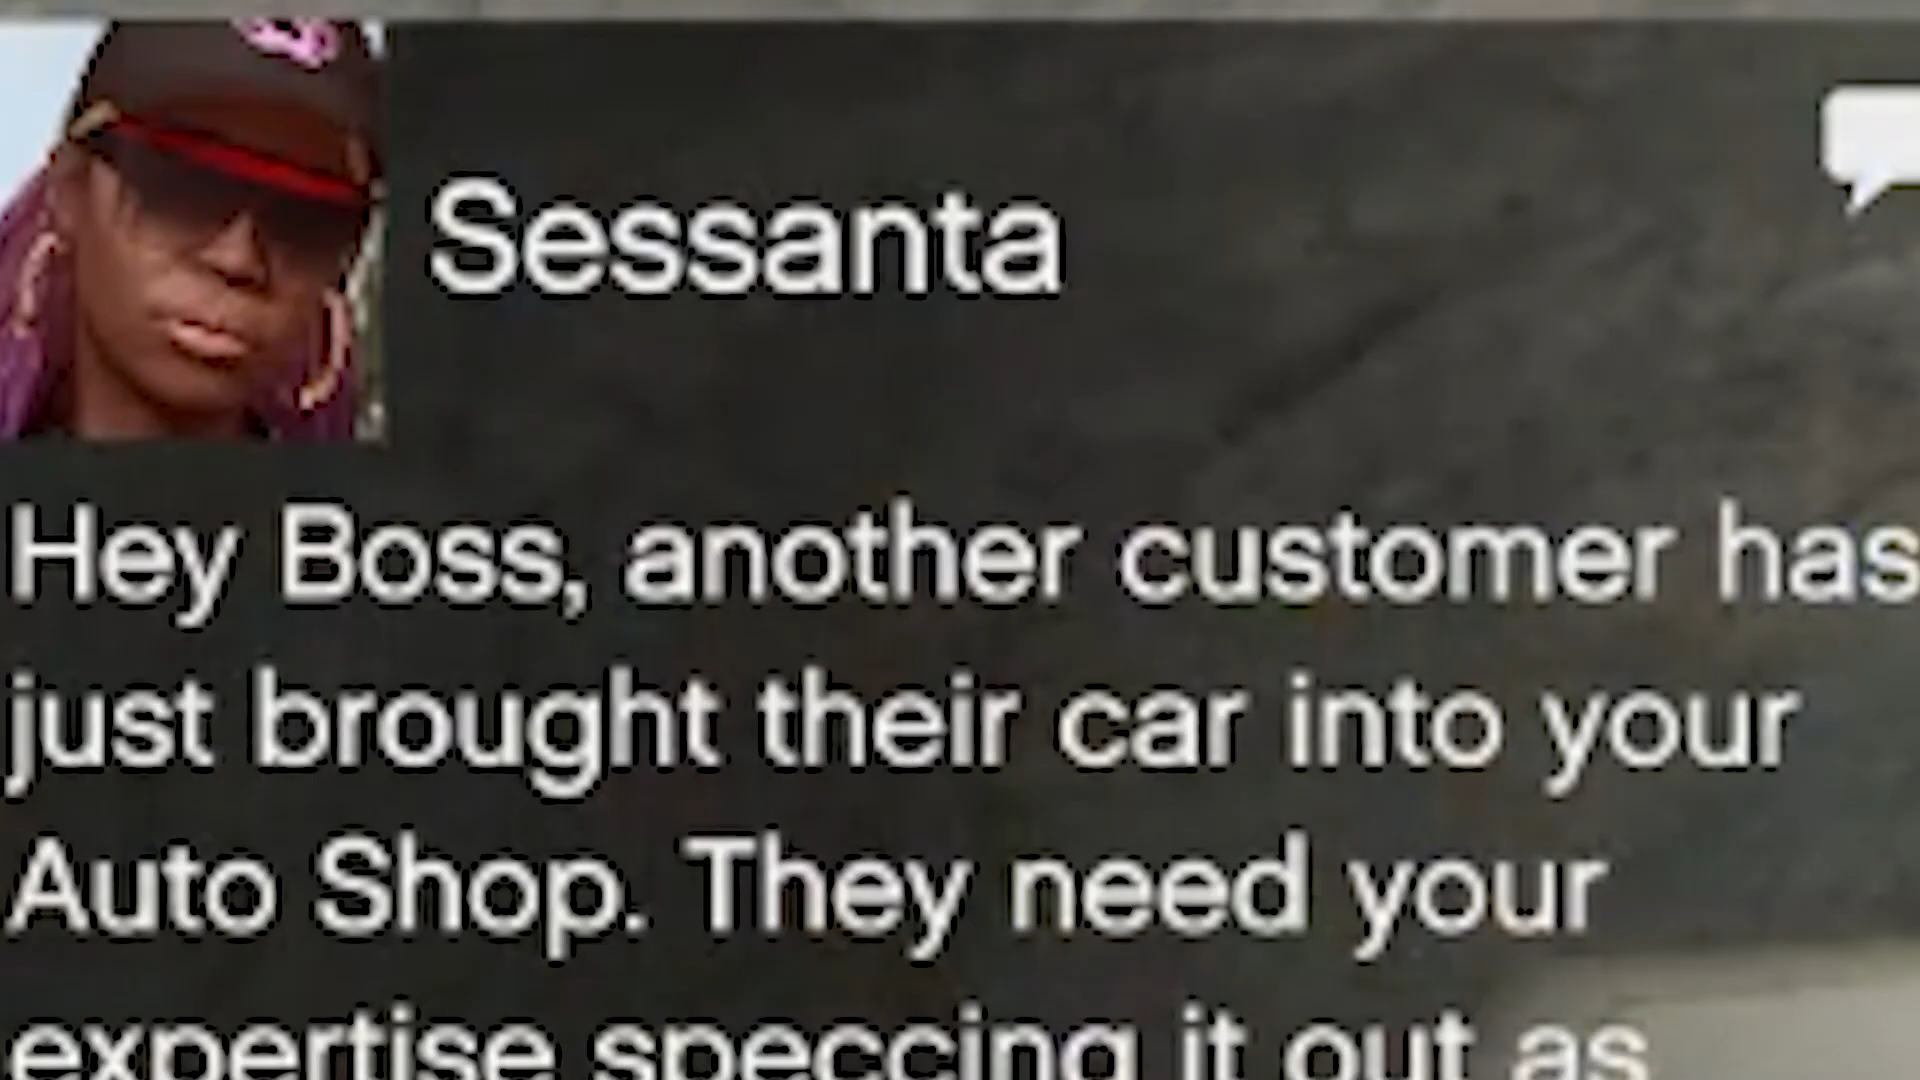 Sessanta
Hey Boss, another customer has
just brought their car into your
Auto Shop. They need your
expertise speccing it out as